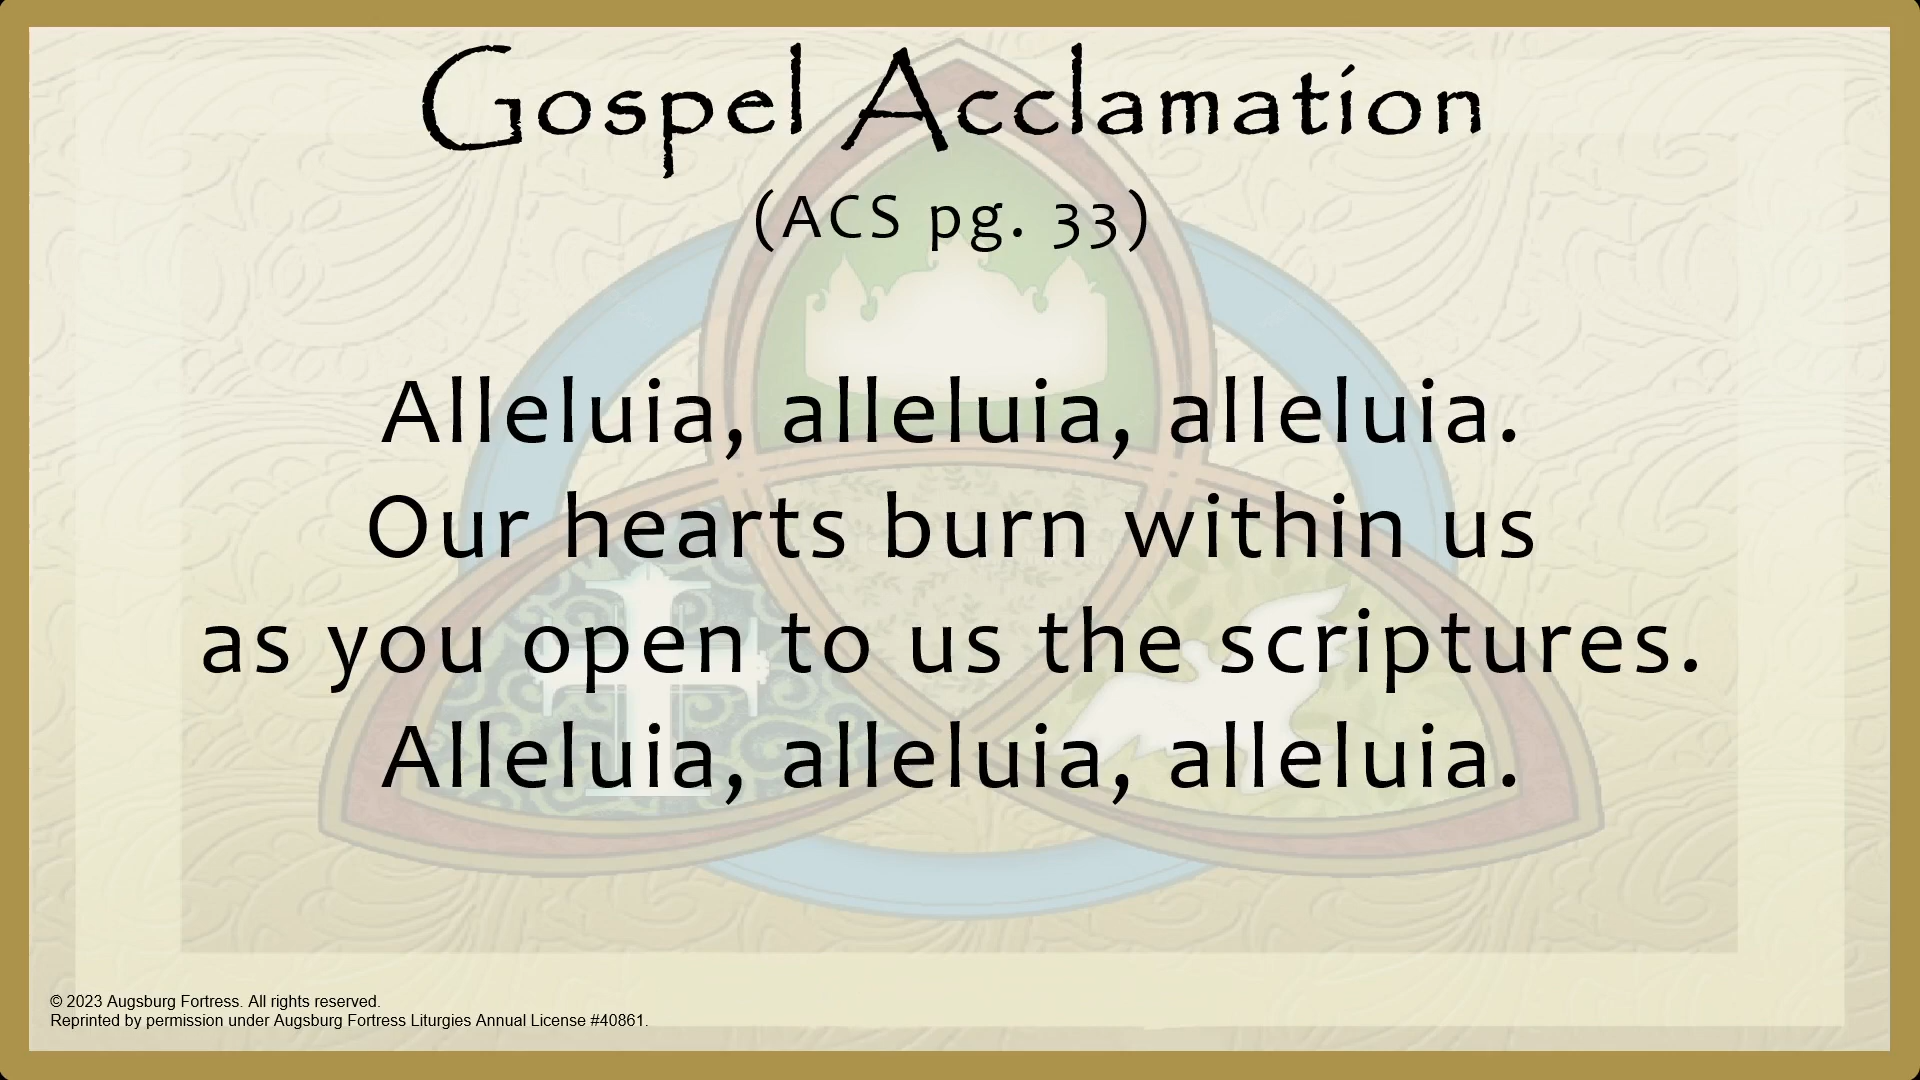 Gospel Acclamation
(ACS pg. 33)
Alleluia, alleluia, alleluia.
Our hearts burn within us
as you open to us the scriptures.
Alleluia, alleluia, alleluia.
© 2023 Augsburg Fortress. All rights reserved.
Reprinted by permission under Augsburg Fortress Liturgies Annual License #40861.